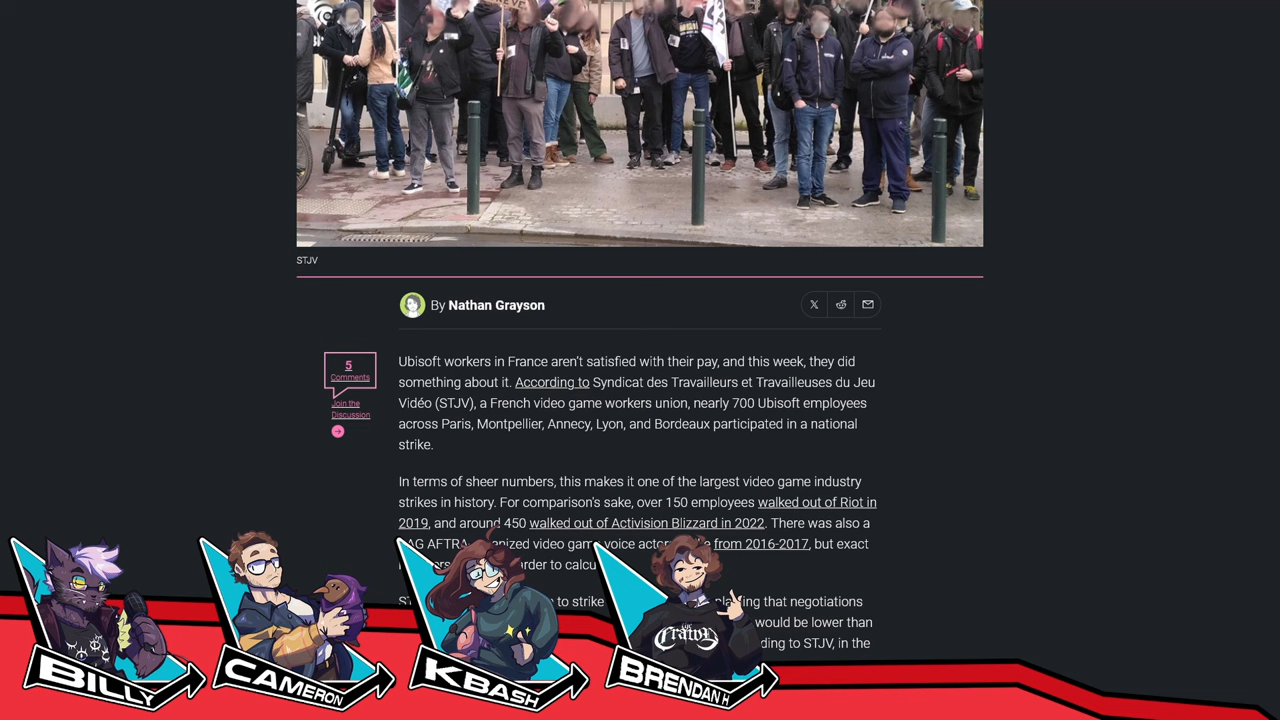 STJV
By Nathan Grayson
5
Comments
Join the
Discussion
Ubisoft workers in France aren't satisfied with their pay, and this week, they did
something about it. According to Syndicat des Travailleurs et Travailleuses du Jeu
Vidéo (STJV), a French video game workers union, nearly 700 Ubisoft employees
across Paris, Montpellier, Annecy, Lyon, and Bordeaux participated in a national
strike.
In terms of sheer numbers, this makes it one of the largest video game industry
strikes in history. For comparison's sake, over 150 employees walked out of Riot in
2019, and around 450 walked out of Activision Blizzard in 2022. There was also a
AFTRA video game voice from 2016-2017, but exact
harder to
to strike that negotiations
would be lower than
to STJV, in the
BILLY
CAMERON
KBASH
BRENDAN H